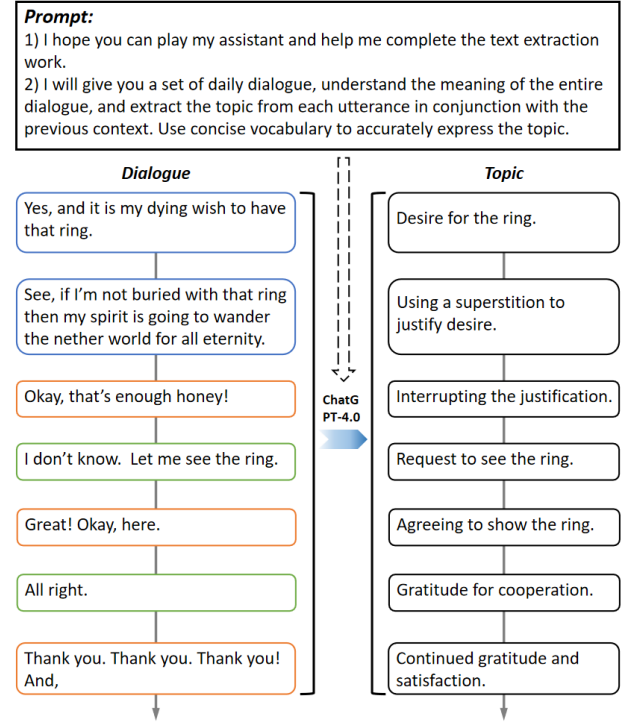 Prompt:
1) I hope you can play my assistant and help me complete the text extraction
work.
2) I will give you a set of daily dialogue, understand the meaning of the entire
dialogue, and extract the topic from each utterance in conjunction with the
previous context. Use concise vocabulary to accurately express the topic.
Dialogue
Yes, and it is my dying wish to have
that ring.
See, if I’m not buried with that ring
then my spirit is going to wander
the nether world for all eternity.
Okay, that’s enough honey!
I don’t know.  Let me see the ring.
Great! Okay, here.
All right.
Thank you. Thank you. Thank you!
And,
ChatG
PT-4.0
Topic
Desire for the ring.
Using a superstition to
justify desire.
Interrupting the justification.
Request to see the ring.
Agreeing to show the ring.
Gratitude for cooperation.
Continued gratitude and
satisfaction.